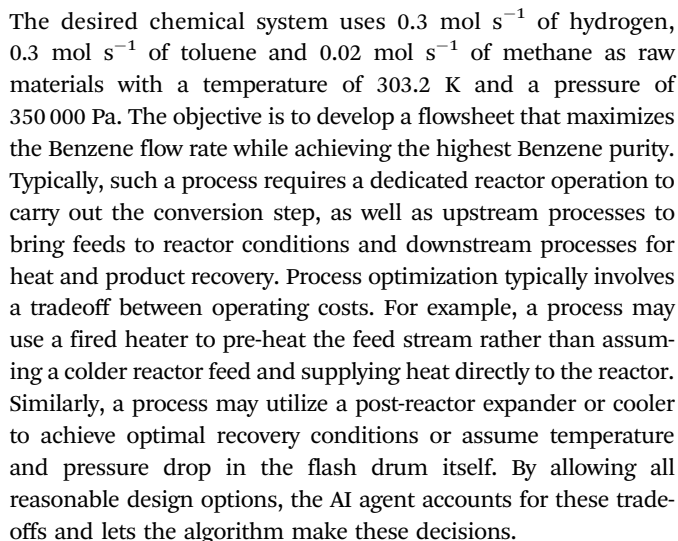 The desired chemical system uses 0.3 mol s⁻¹ of hydrogen,
0.3 mol s⁻¹ of toluene and 0.02 mol s⁻¹ of methane as raw
materials with a temperature of 303.2 K and a pressure of
350 000 Pa. The objective is to develop a flowsheet that maximizes
the Benzene flow rate while achieving the highest Benzene purity.
Typically, such a process requires a dedicated reactor operation to
carry out the conversion step, as well as upstream processes to
bring feeds to reactor conditions and downstream processes for
heat and product recovery. Process optimization typically involves
a tradeoff between operating costs. For example, a process may
use a fired heater to pre-heat the feed stream rather than assum-
ing a colder reactor feed and supplying heat directly to the reactor.
Similarly, a process may utilize a post-reactor expander or cooler
to achieve optimal recovery conditions or assume temperature
and pressure drop in the flash drum itself. By allowing all
reasonable design options, the AI agent accounts for these trade-
offs and lets the algorithm make these decisions.